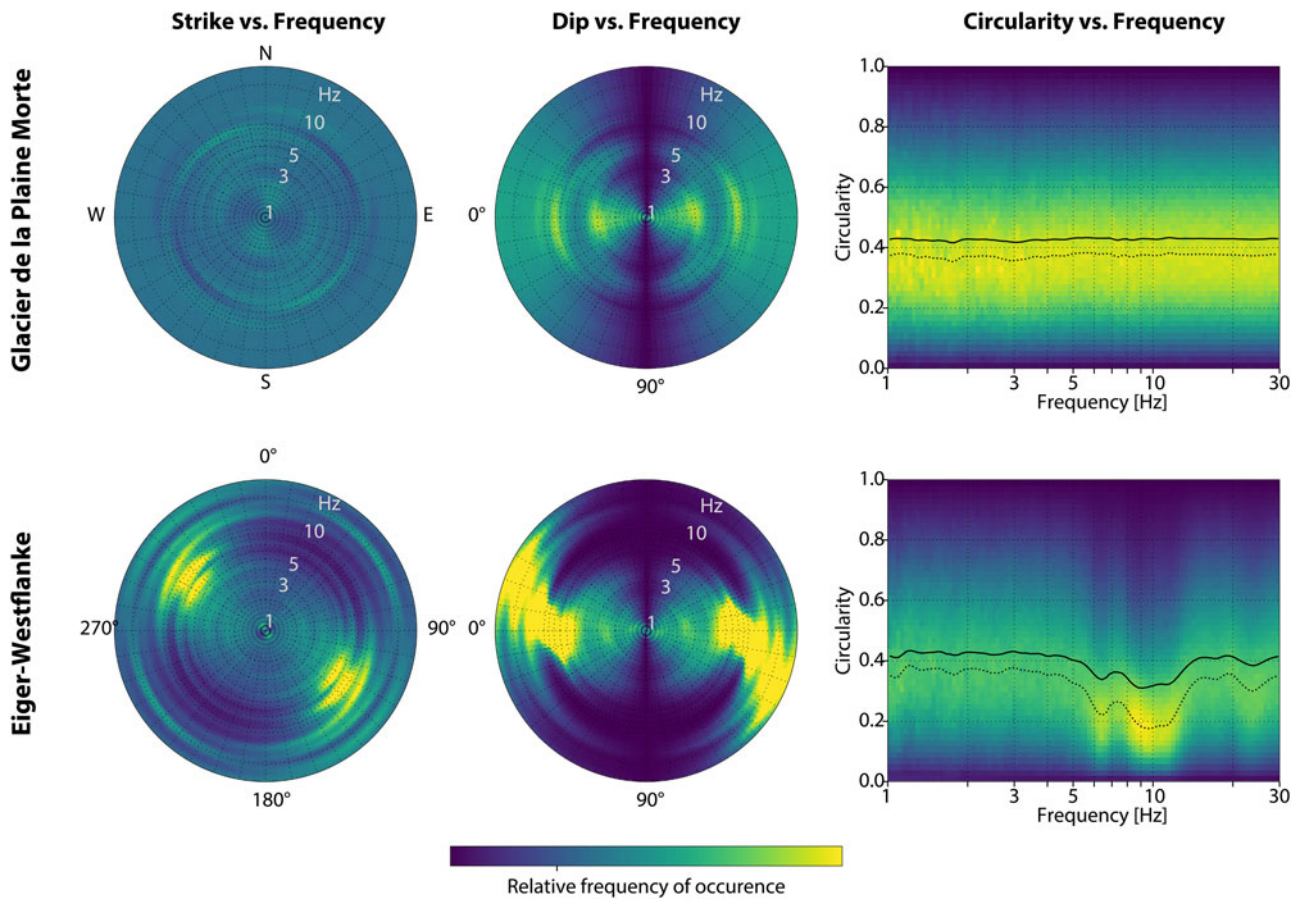 Strike vs. Frequency
Dip vs. Frequency
Circularity vs. Frequency
Glacier de la Plaine Morte
N
W
E
S
Hz
10
5
3
1
0°
90°
Hz
10
5
3
1
Circularity
1.0
0.8
0.6
0.4
0.2
0.0
1
3
5
10
30
Frequency [Hz]
Eiger-Westflanke
0°
270°
90°
180°
Hz
10
5
3
1
0°
90°
Hz
10
5
3
1
Circularity
1.0
0.8
0.6
0.4
0.2
0.0
1
3
5
10
30
Frequency [Hz]
Relative frequency of occurence